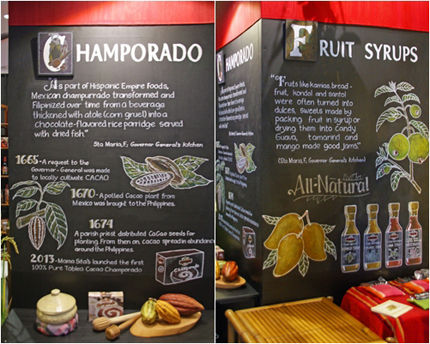 CHAMPORADO
As part of Hispanic Empire foods,
Mexican champurrado transformed and
Filipinized over time from a beverage
thickened with atole (corn gruel) into a
chocolate-flavored rice porridge served
with dried fish."
(Sta Maria, F; Governor General's Kitchen)
1665 - A request to the
Governor-General was made
to locally cultivate CACAO
1670 - A potted Cacao plant from
Mexico was brought to the Philippines.
1674
A parish priest distributed Cacao seeds for
planting. From then on, cacao spread in abundance
around the Philippines.
2013 - Mama Sita's launched the first
100% Pure Tablea Cacao Champorado
FRUIT SYRUPS
"Fruits like kamias, bread-
fruit, kondol and santol
were often turned into
dulces, sweets made by
packing fruit in syrup or
drying them into candy.
Guava, tamarind and
mango made good jams."
(Sta Maria, F; Governor General's Kitchen)
All-Natural